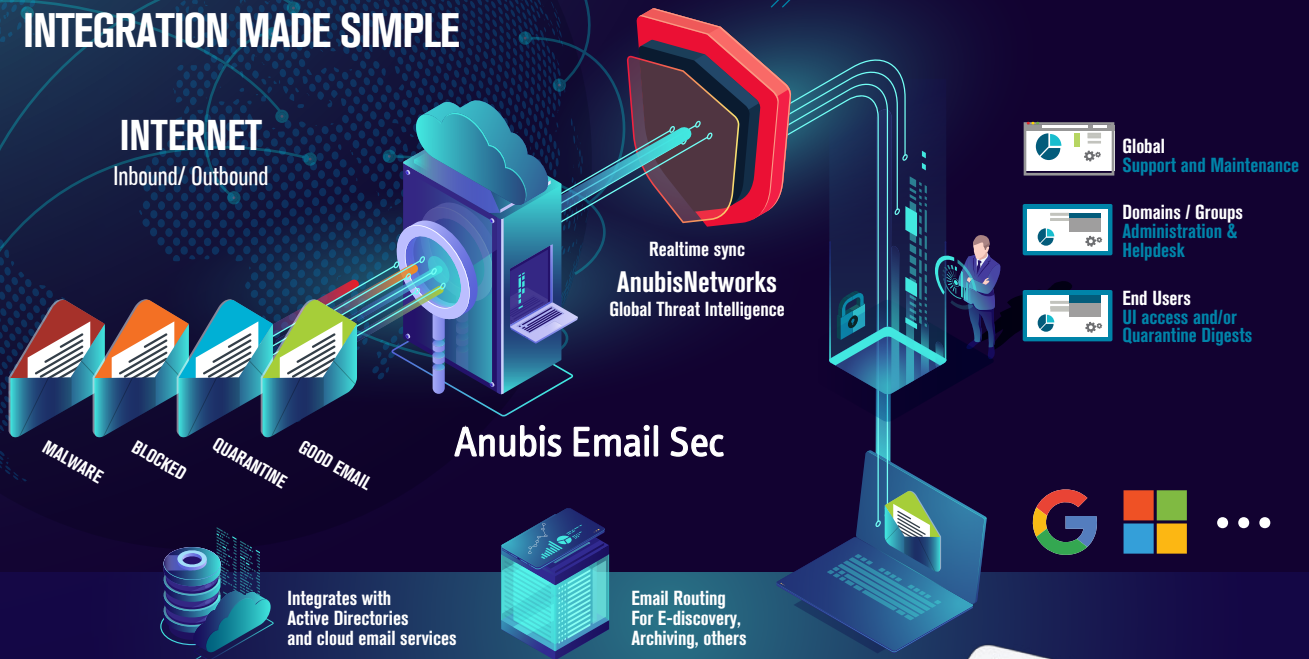 INTEGRATION MADE SIMPLE
INTERNET
Inbound/ Outbound
MALWARE
BLOCKED
QUARANTINE
GOOD EMAIL
Realtime sync
AnubisNetworks
Global Threat Intelligence
Anubis Email Sec
Global
Support and Maintenance
Domains / Groups
Administration &
Helpdesk
End Users
UI access and/or
Quarantine Digests
Integrates with
Active Directories
and cloud email services
Email Routing
For E-discovery,
Archiving, others